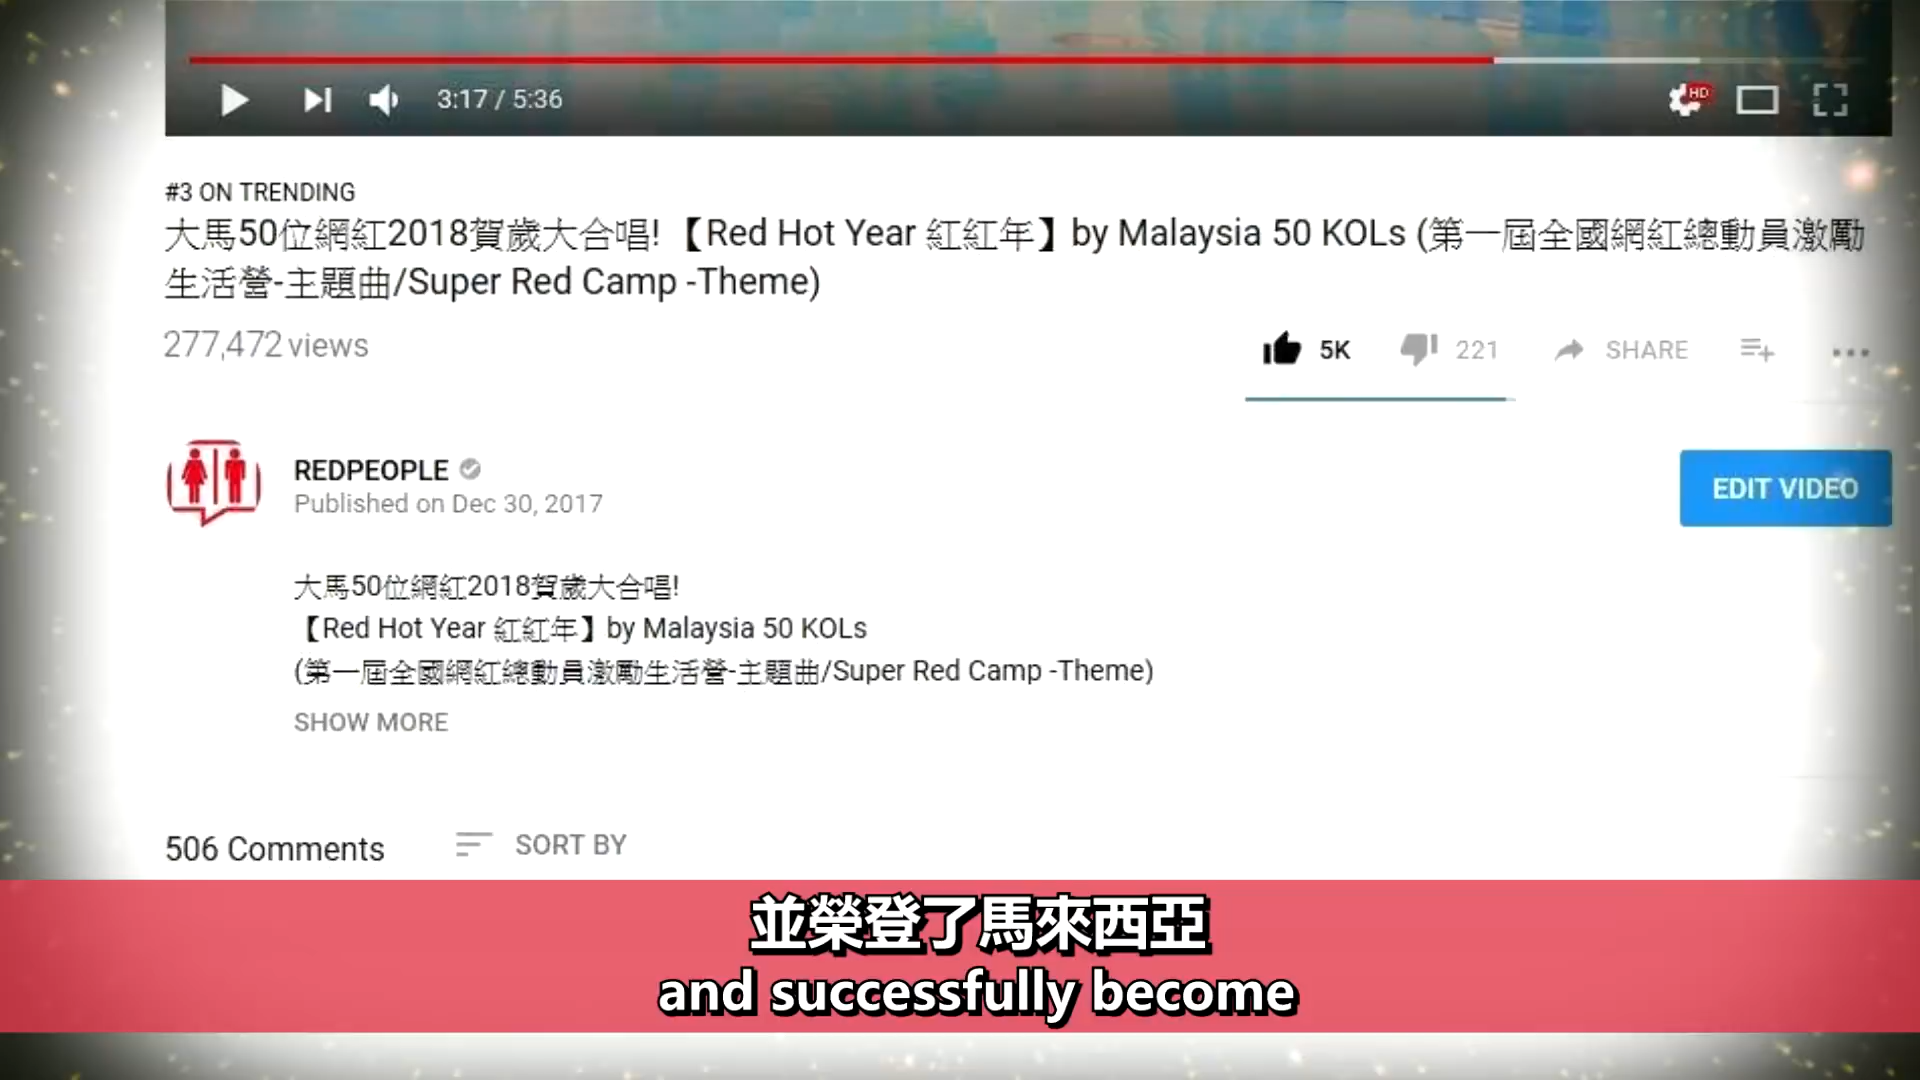 3:17 / 5:36
HD
#3 ON TRENDING
大馬50位網紅2018賀歲大合唱!【Red Hot Year 紅紅年】by Malaysia 50 KOLs (第一屆全國網紅總動員激勵
生活營-主題曲/Super Red Camp -Theme)
277,472 views
5K 221 SHARE
REDPEOPLE
Published on Dec 30, 2017
EDIT VIDEO
大馬50位網紅2018賀歲大合唱!
【Red Hot Year 紅紅年】by Malaysia 50 KOLs
(第一屆全國網紅總動員激勵生活營-主題曲/Super Red Camp -Theme)
SHOW MORE
506 Comments SORT BY
並榮登了馬來西亞
and successfully become